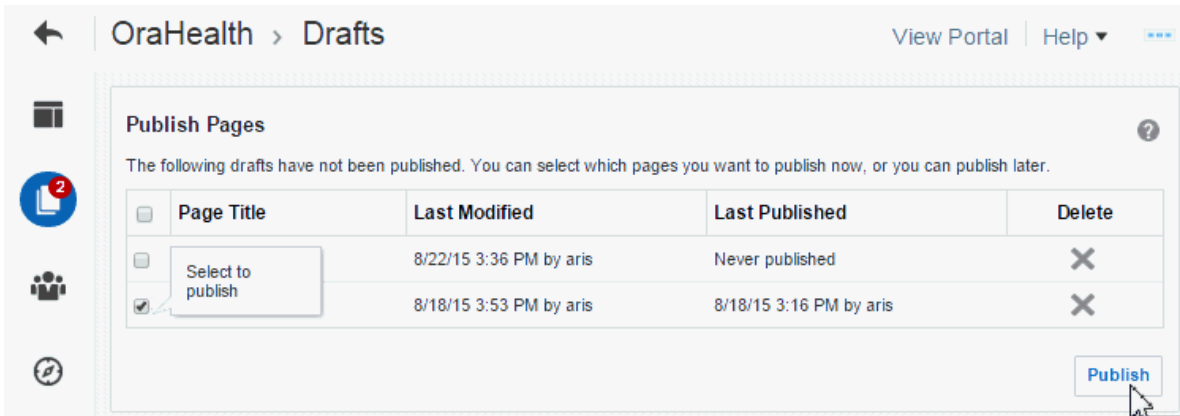 OraHealth > Drafts
View Portal Help ▼
Publish Pages
?
The following drafts have not been published. You can select which pages you want to publish now, or you can publish later.
2
Page Title Last Modified Last Published Delete
8/22/15 3:36 PM by aris Never published
Select to
publish
8/18/15 3:53 PM by aris 8/18/15 3:16 PM by aris
Publish